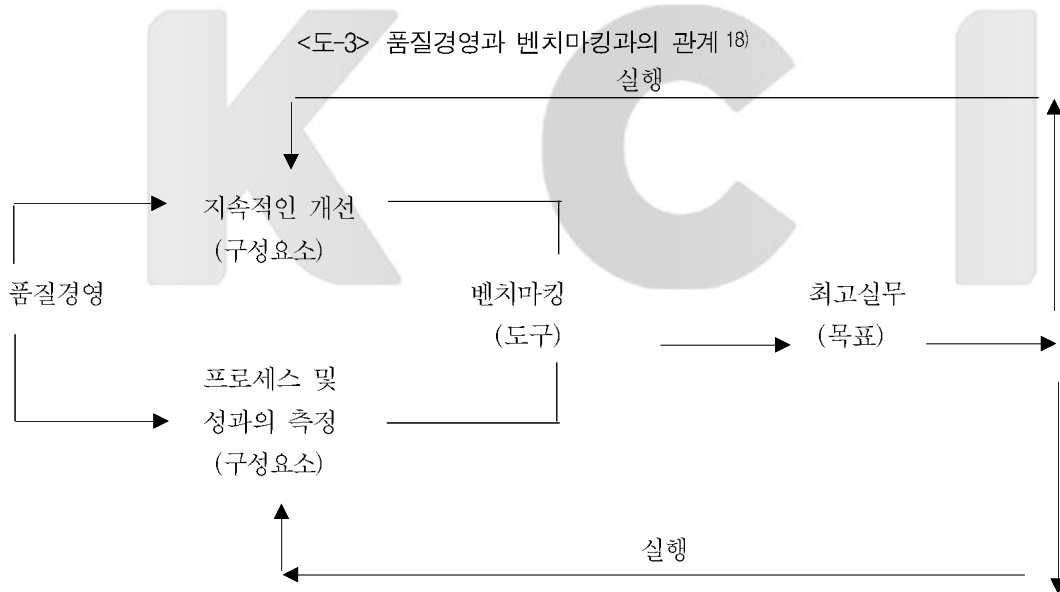 <도-3> 품질경영과 벤치마킹과의 관계 18)
실행
지속적인 개선
(구성요소)
품질경영
벤치마킹
(도구)
최고실무
(목표)
프로세스 및
성과의 측정
(구성요소)
실행
KCI